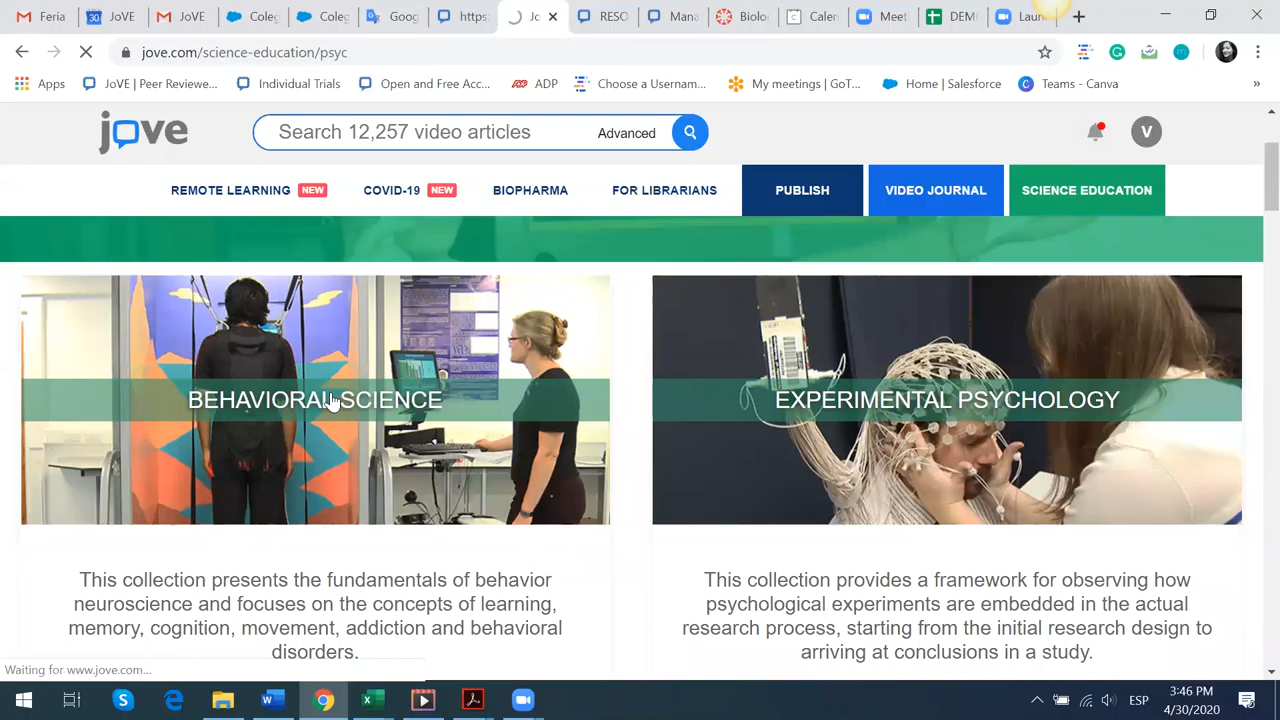 Feria
JoVE
JoVE
Coleg
Coleg
Goog
https:
Jo
RESO
Mana
Biolo
Calen
Meet
DEM
Laun
jove.com/science-education/psyc
Apps
JoVE | Peer Reviewe...
Individual Trials
Open and Free Acc...
ADP
Choose a Usernam...
My meetings | GoT...
Home | Salesforce
Teams - Canva
»
jove
Search 12,257 video articles
Advanced
V
REMOTE LEARNING NEW
COVID-19 NEW
BIOPHARMA
FOR LIBRARIANS
PUBLISH
VIDEO JOURNAL
SCIENCE EDUCATION
BEHAVIORAL SCIENCE
EXPERIMENTAL PSYCHOLOGY
This collection presents the fundamentals of behavior
neuroscience and focuses on the concepts of learning,
memory, cognition, movement, addiction and behavioral
disorders.
This collection provides a framework for observing how
psychological experiments are embedded in the actual
research process, starting from the initial research design to
arriving at conclusions in a study.
Waiting for www.jove.com...
ESP
3:46 PM
4/30/2020